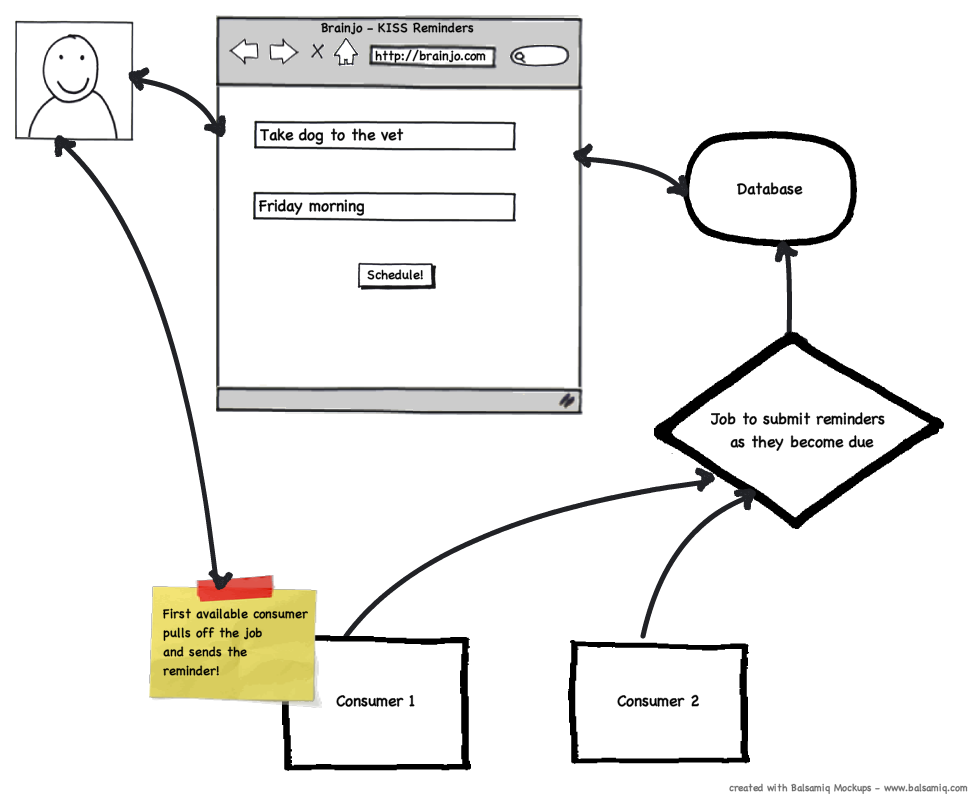 Brainjo - KISS Reminders
http://brainjo.com
Take dog to the vet
Friday morning
Schedule!
Database
Job to submit reminders
as they become due
First available consumer
pulls off the job
and sends the
reminder!
Consumer 1
Consumer 2
created with Balsamiq Mockups - www.balsamiq.com